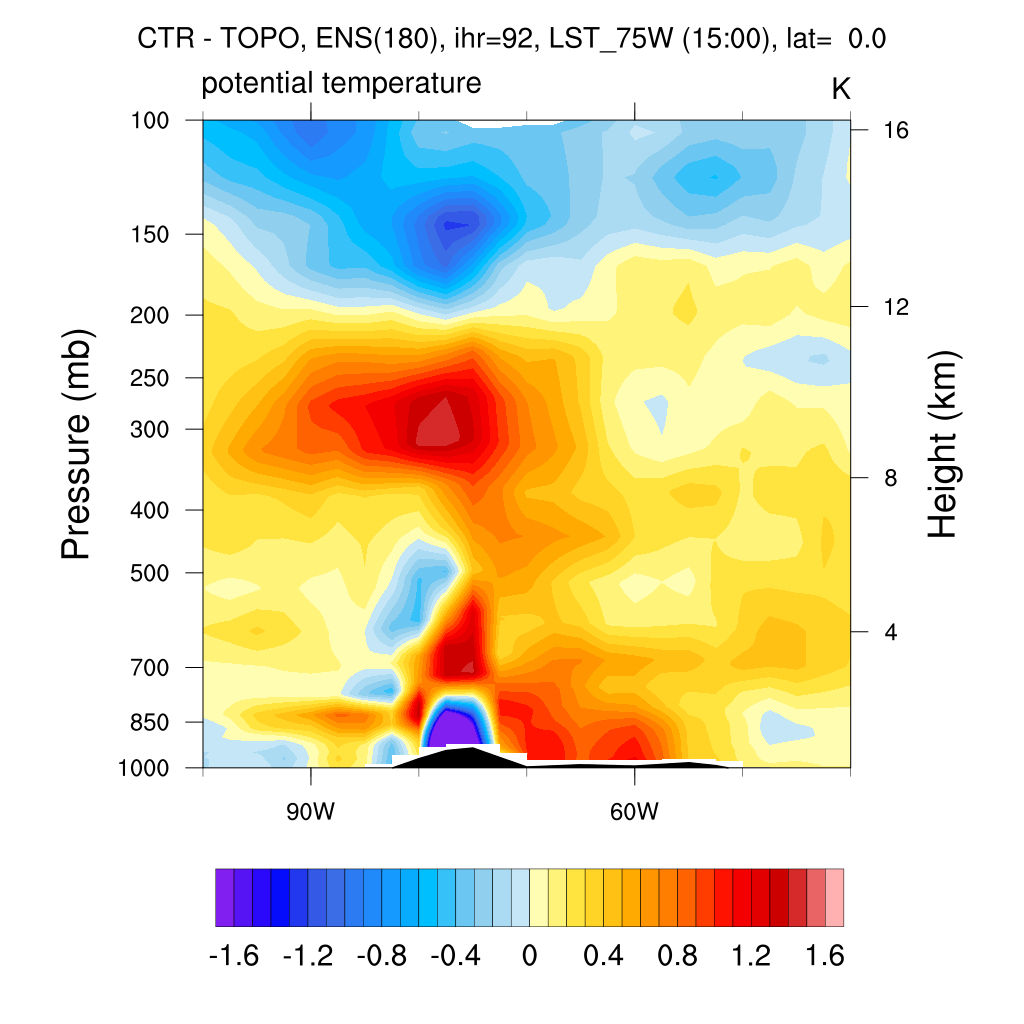 CTR - TOPO, ENS(180), ihr=92, LST_75W (15:00), lat=  0.0
potential temperature K
100
150
200
250
300
400
500
700
850
1000
Pressure (mb)
16
12
8
4
Height (km)
90W 60W
-1.6 -1.2 -0.8 -0.4 0 0.4 0.8 1.2 1.6